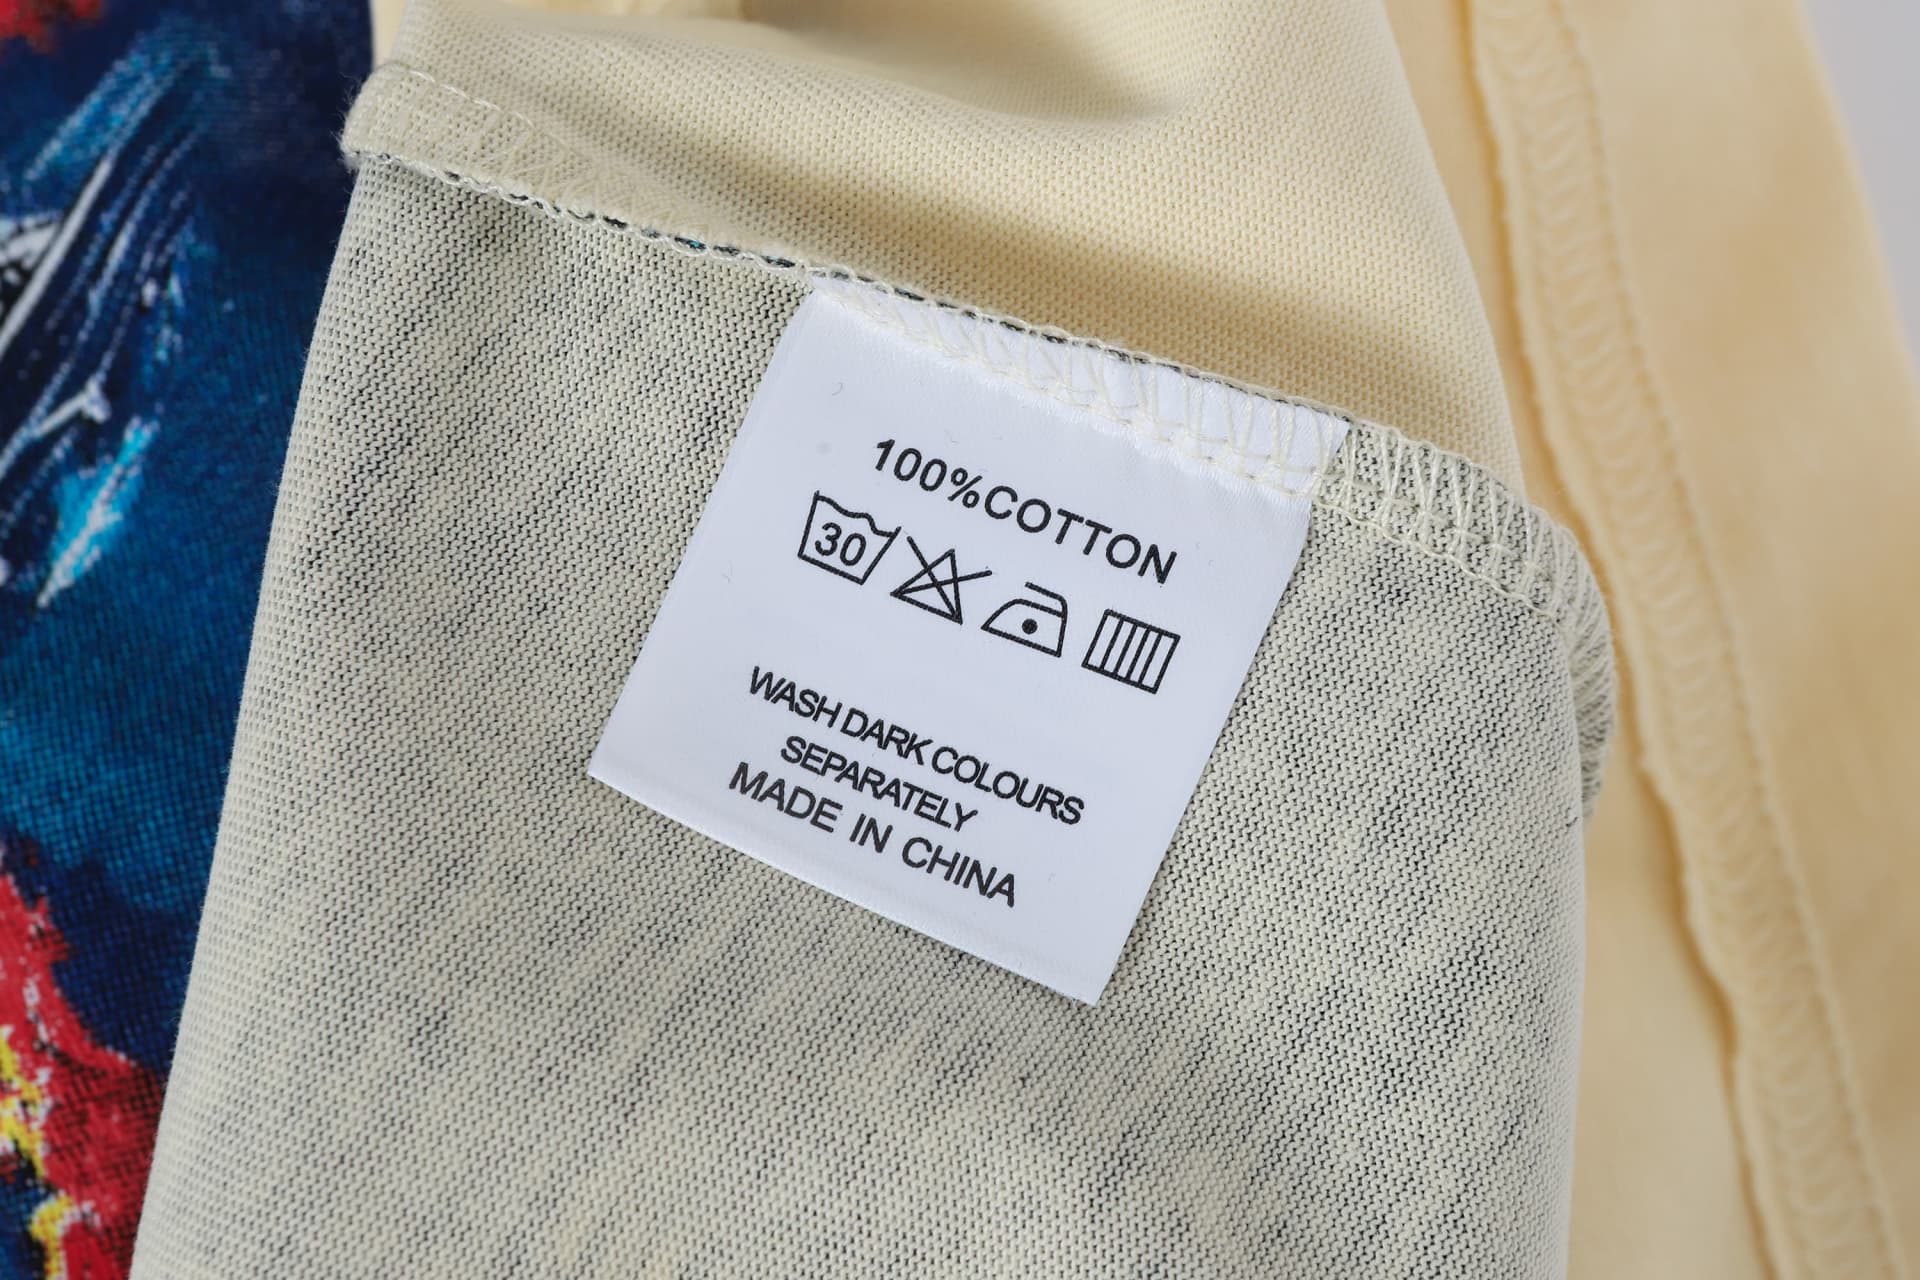 100%COTTON
30
WASH DARK COLOURS
SEPARATELY
MADE IN CHINA